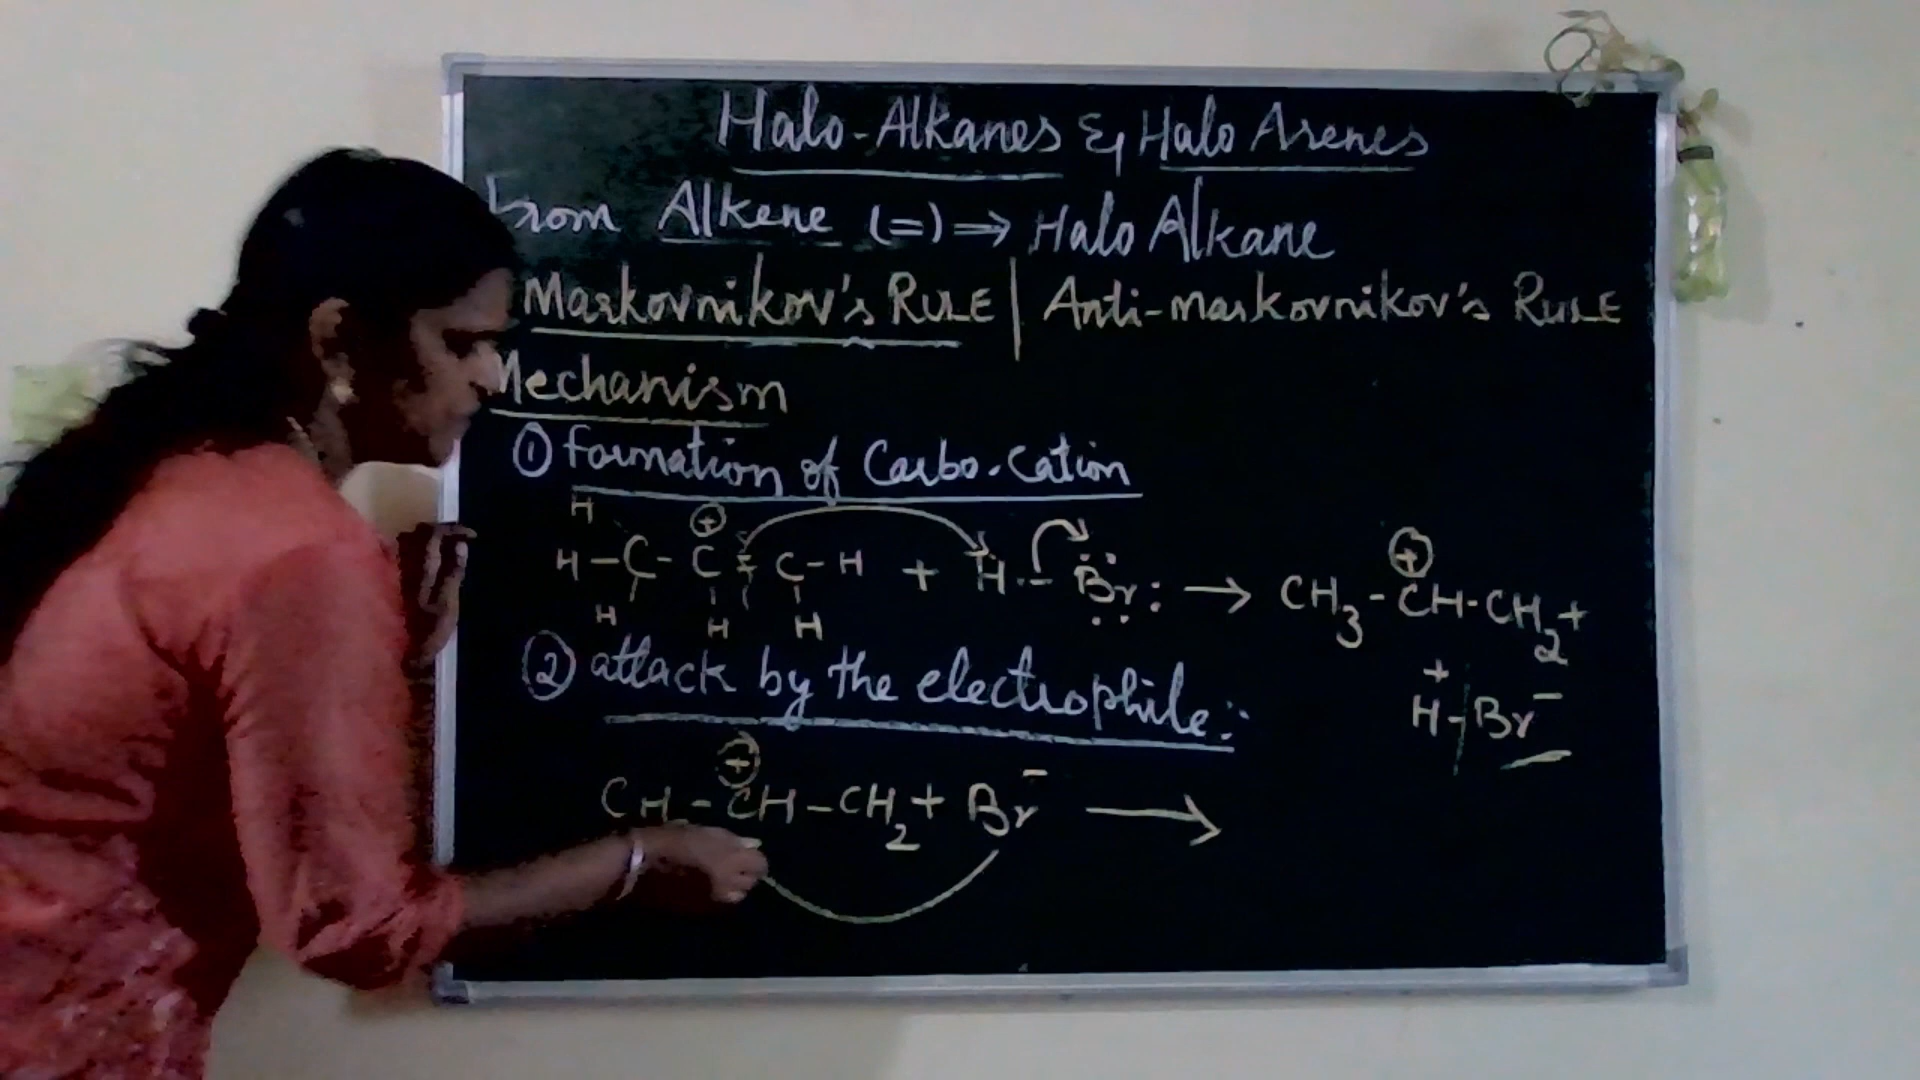 Halo-Alkanes & Halo Arenes
from Alkene (=) ⇒ Halo Alkane
Markovnikov's RULE | Anti-markovnikov's RULE
Mechanism
① formation of Carbo-Cation
H ⊕
H - C - C = C - H + H - Br → CH3 - CH - CH2 +
⊕
H H H
+ -
H - Br
② attack by the electrophile:
⊕ -
CH - CH - CH2 + Br →